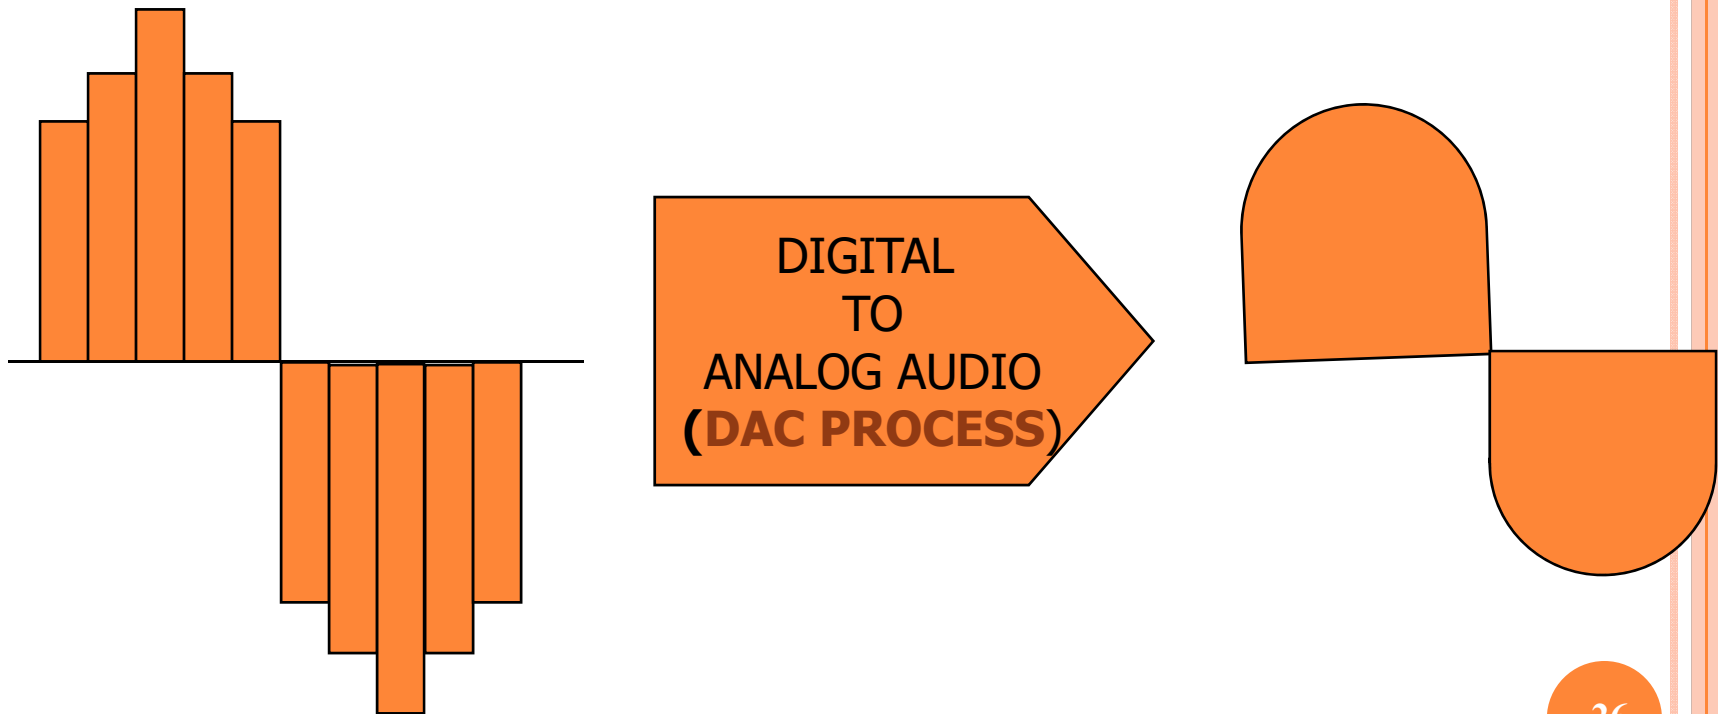 DIGITAL
TO
ANALOG AUDIO
(DAC PROCESS)